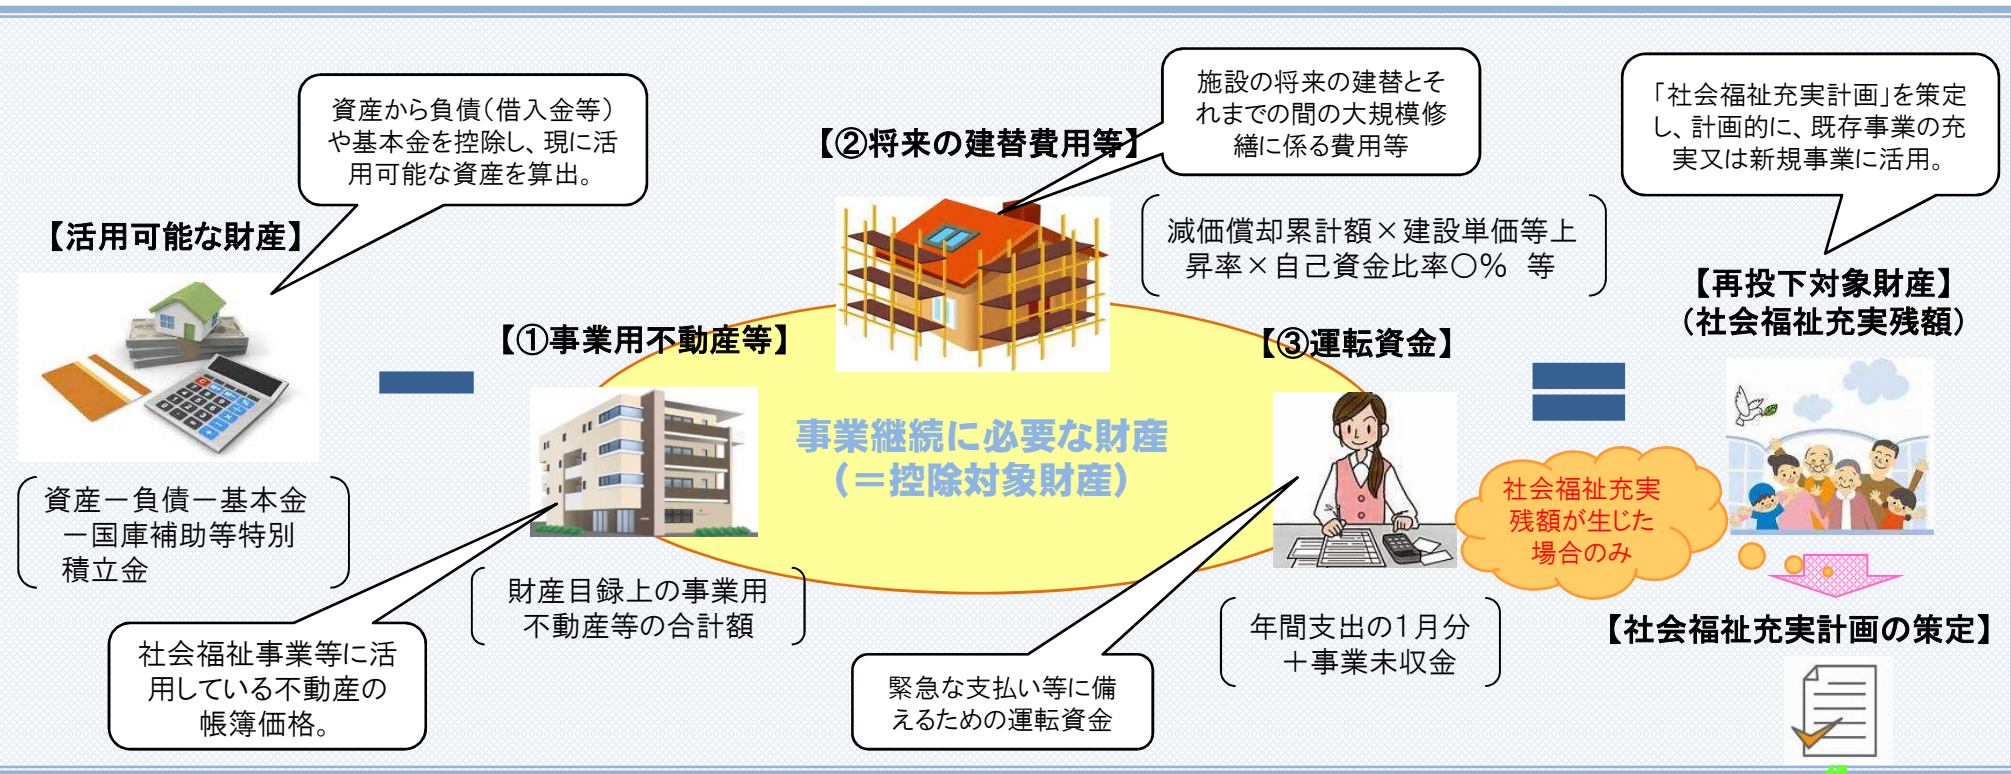 資産から負債（借入金等）
や基本金を控除し、現に活
用可能な資産を算出。
【活用可能な財産】
資産－負債－基本金
－国庫補助等特別
積立金
【①事業用不動産等】
財産目録上の事業用
不動産等の合計額
社会福祉事業等に活
用している不動産の
帳簿価格。
【②将来の建替費用等】
施設の将来の建替とそ
れまでの間の大規模修
繕に係る費用等
減価償却累計額×建設単価等上
昇率×自己資金比率〇％　等
事業継続に必要な財産
（＝控除対象財産）
【③運転資金】
年間支出の１月分
＋事業未収金
緊急な支払い等に備
えるための運転資金
「社会福祉充実計画」を策定
し、計画的に、既存事業の充
実又は新規事業に活用。
【再投下対象財産】
（社会福祉充実残額）
社会福祉充実
残額が生じた
場合のみ
【社会福祉充実計画の策定】